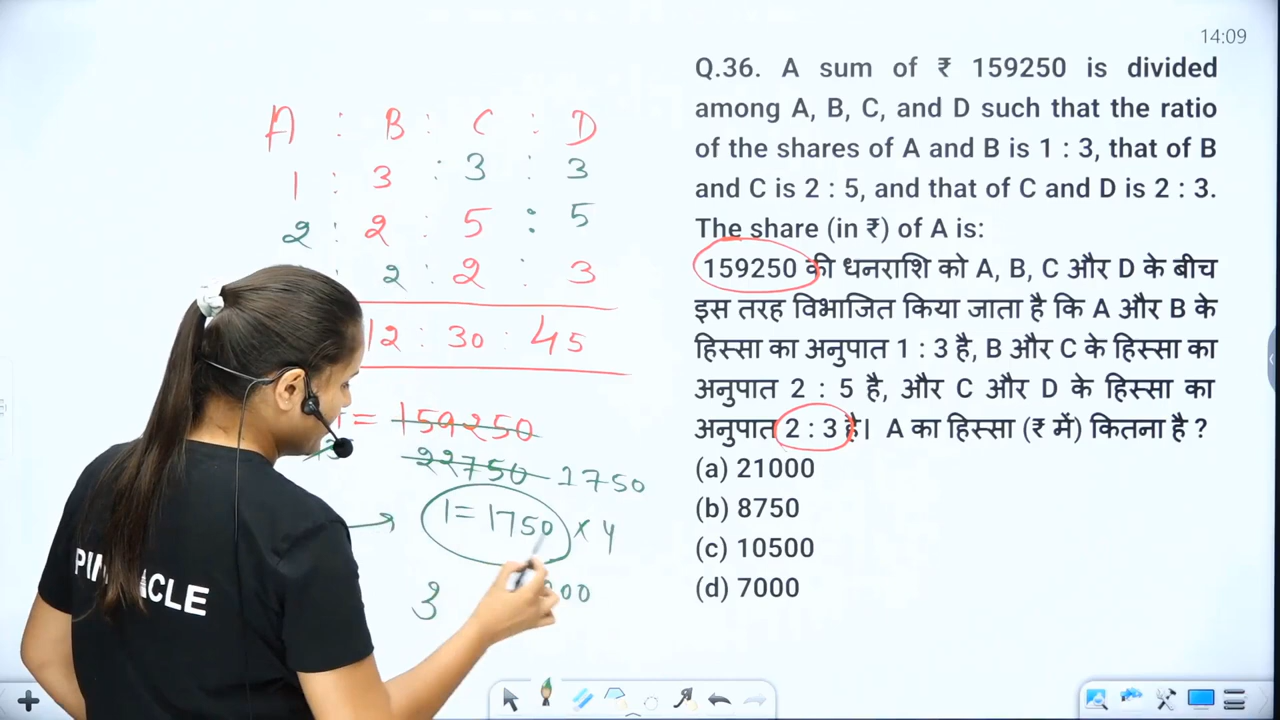 14:09
Q.36. A sum of ₹ 159250 is divided
among A, B, C, and D such that the ratio
of the shares of A and B is 1 : 3, that of B
and C is 2 : 5, and that of C and D is 2 : 3.
The share (in ₹) of A is:
159250 की धनराशि को A, B, C और D के बीच
इस तरह विभाजित किया जाता है कि A और B के
हिस्सा का अनुपात 1 : 3 है, B और C के हिस्सा का
अनुपात 2 : 5 है, और C और D के हिस्सा का
अनुपात 2 : 3 है। A का हिस्सा (₹ में) कितना है ?
(a) 21000
(b) 8750
(c) 10500
(d) 7000
A : B : C : D
1 : 3 : 3 : 3
2 : 2 : 5 : 5
: 2 : 2 : 3
12 : 30 : 45
= 159250
22750 1750
→ 1 = 1750 × 4
3 000
PINNACLE